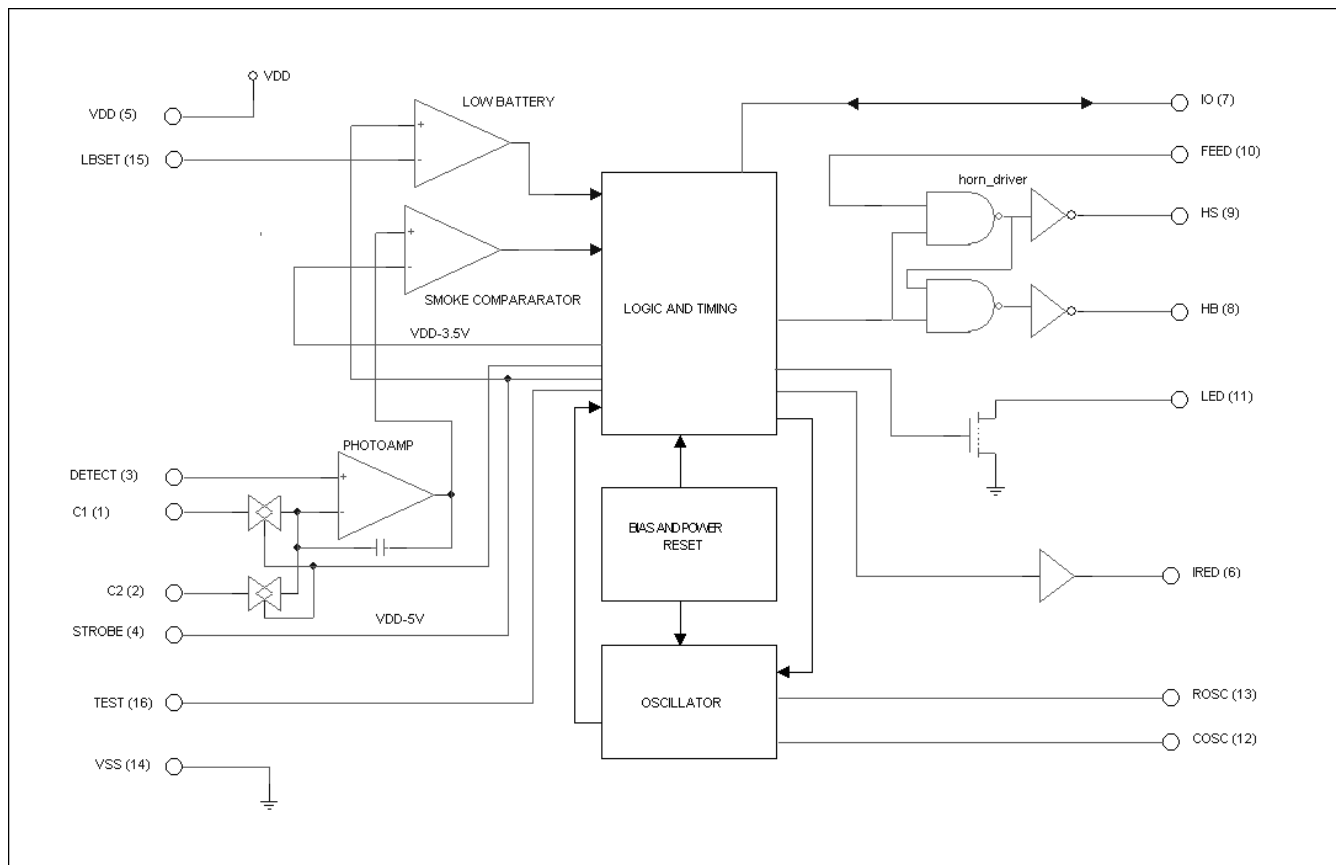 VDD
VDD (5)
LBSET (15)
LOW BATTERY
+
-
+
-
SMOKE COMPARARATOR
VDD-3.5V
LOGIC AND TIMING
horn_driver
IO (7)
FEED (10)
HS (9)
HB (8)
LED (11)
PHOTOAMP
DETECT (3)
+
C1 (1)
-
C2 (2)
BIAS AND POWER
RESET
STROBE (4)
VDD-5V
IRED (6)
TEST (16)
OSCILLATOR
ROSC (13)
COSC (12)
VSS (14)